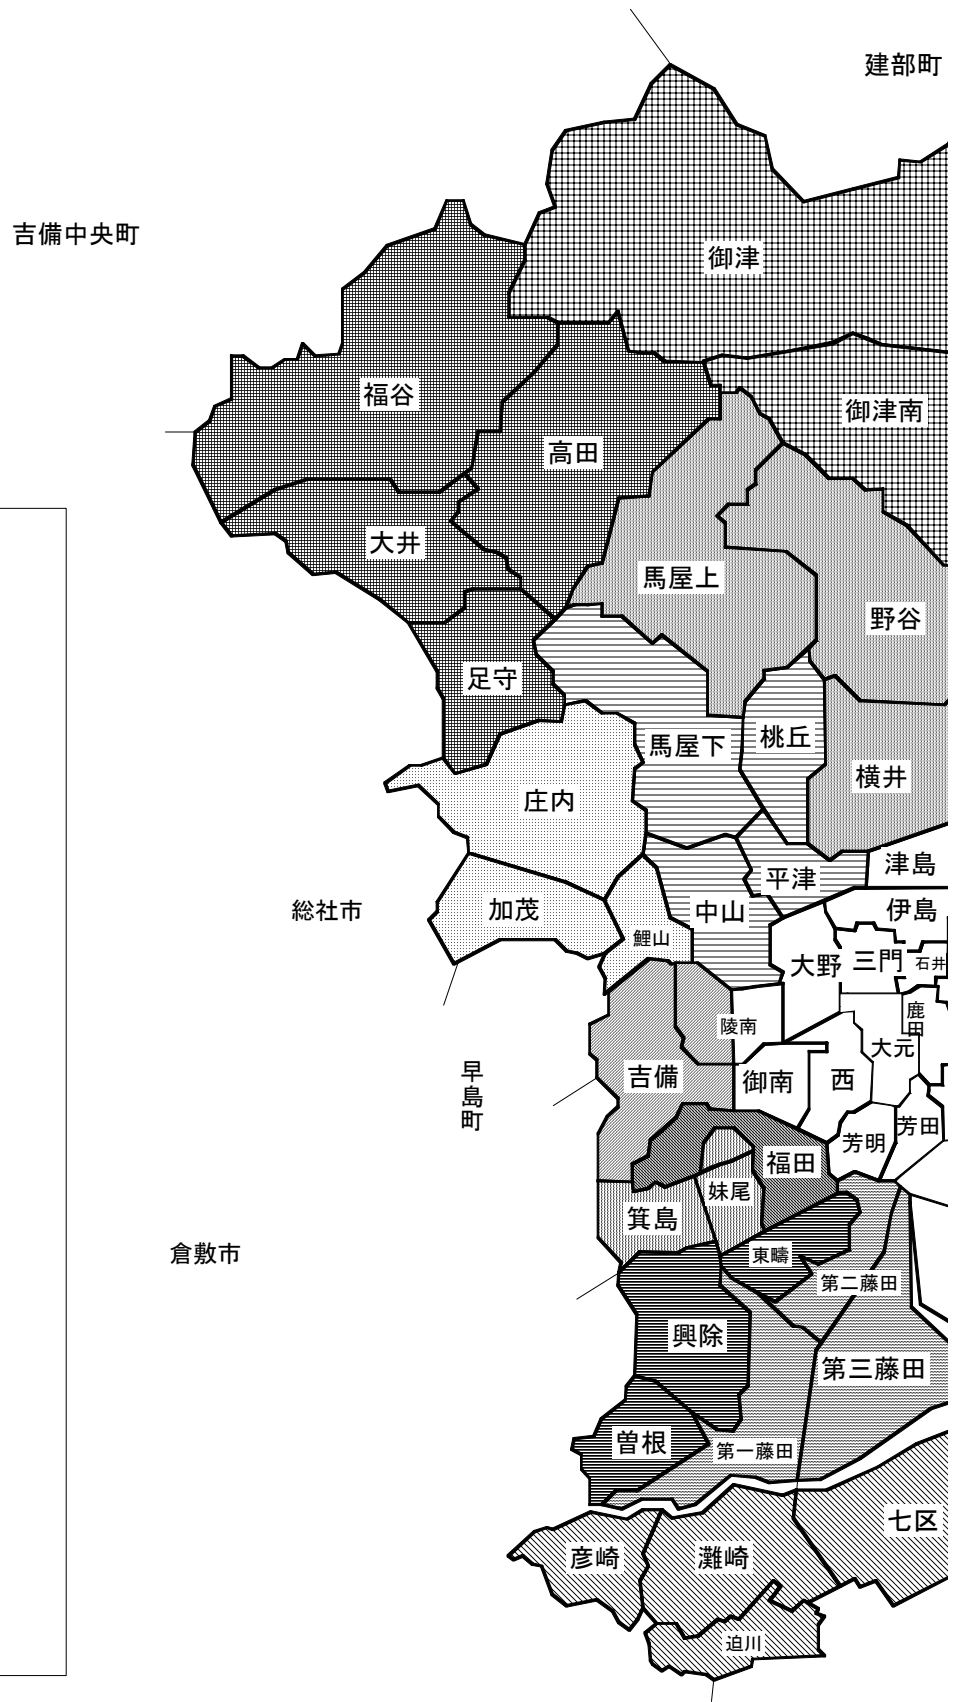 建部町
吉備中央町
御津
福谷
御津南
高田
大井
馬屋上
野谷
足守
馬屋下
桃丘
横井
庄内
津島
平津
総社市
加茂
中山
伊島
鯉山
大野
三門
石井
陵南
鹿田
大元
早島町
吉備
御南
西
芳田
芳明
福田
妹尾
箕島
倉敷市
東疇
第二藤田
興除
第三藤田
曽根
第一藤田
七区
彦崎
灘崎
迫川